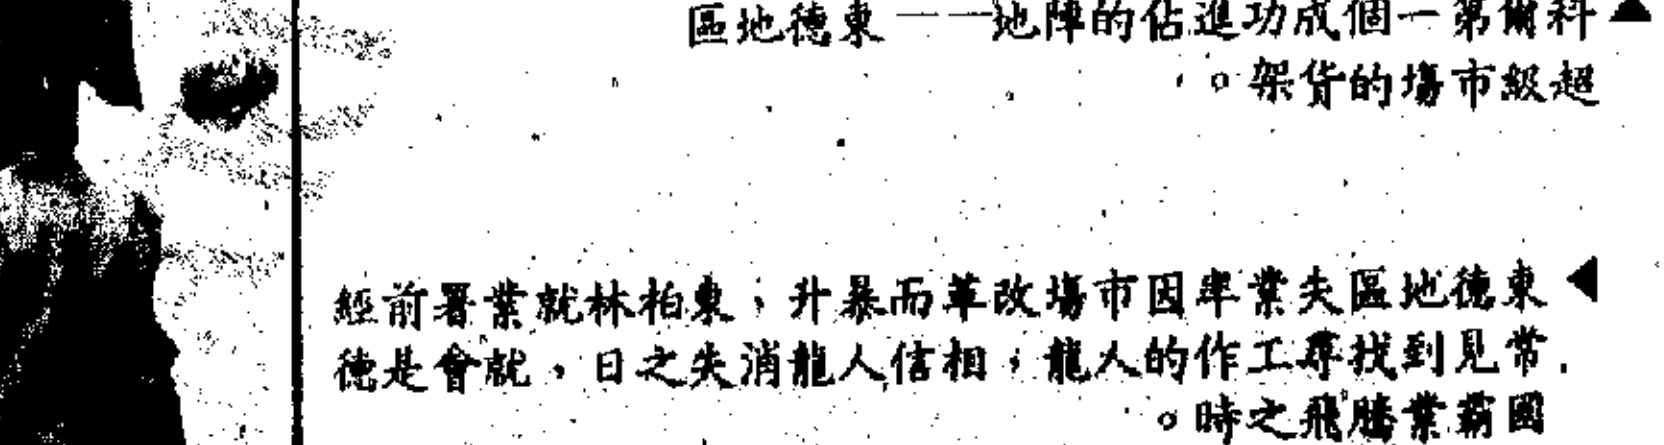 ▲科爾第一個成功進佔的陣地——東德地區
超級市塲的貨架。
◀東德地區失業率因市塲改革而暴升,東柏林就業署前經
常見到找尋工作的人龍,相信人龍消失之日,就會是德
國霸業騰飛之時。